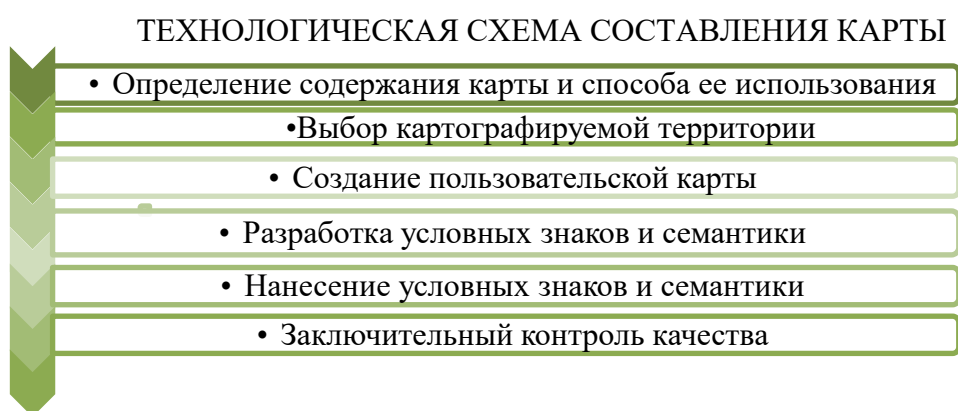 ТЕХНОЛОГИЧЕСКАЯ СХЕМА СОСТАВЛЕНИЯ КАРТЫ
• Определение содержания карты и способа ее использования
•Выбор картографируемой территории
• Создание пользовательской карты
• Разработка условных знаков и семантики
• Нанесение условных знаков и семантики
• Заключительный контроль качества